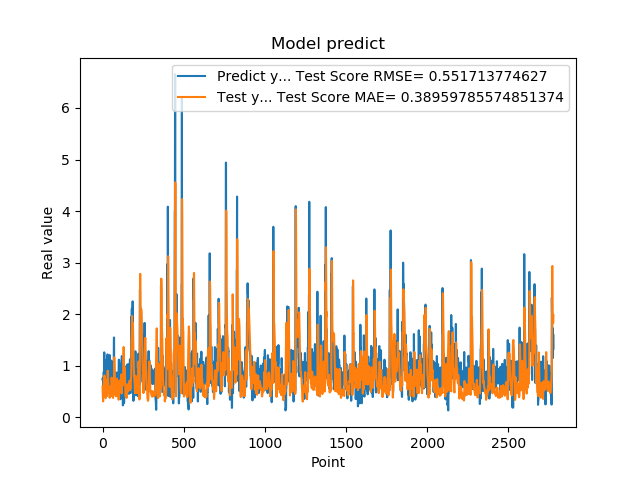 Model predict
Predict y... Test Score RMSE= 0.551713774627
Test y... Test Score MAE= 0.38959785574851374
Real value
6
5
4
3
2
1
0
0 500 1000 1500 2000 2500
Point